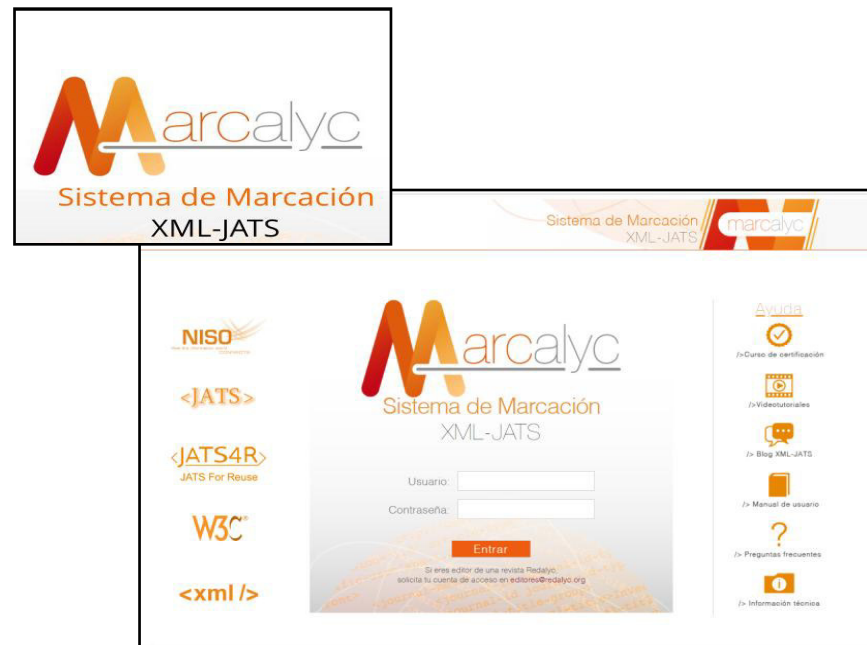 Marcalyc
Sistema de Marcación
XML-JATS
Sistema de Marcación
XML-JATS
marcalyc
NISO
<JATS>
<JATS4R>
JATS For Reuse
W3C®
<xml />
Marcalyc
Sistema de Marcación
XML-JATS
Usuario:
Contraseña:
Entrar
Si eres editor de una revista Redalyc,
solicita tu cuenta de acceso en editores@redalyc.org
Ayuda
/>Curso de certificación
/>Videotutoriales
/> Blog XML-JATS
/> Manual de usuario
?
/> Preguntas frecuentes
/> Información técnica